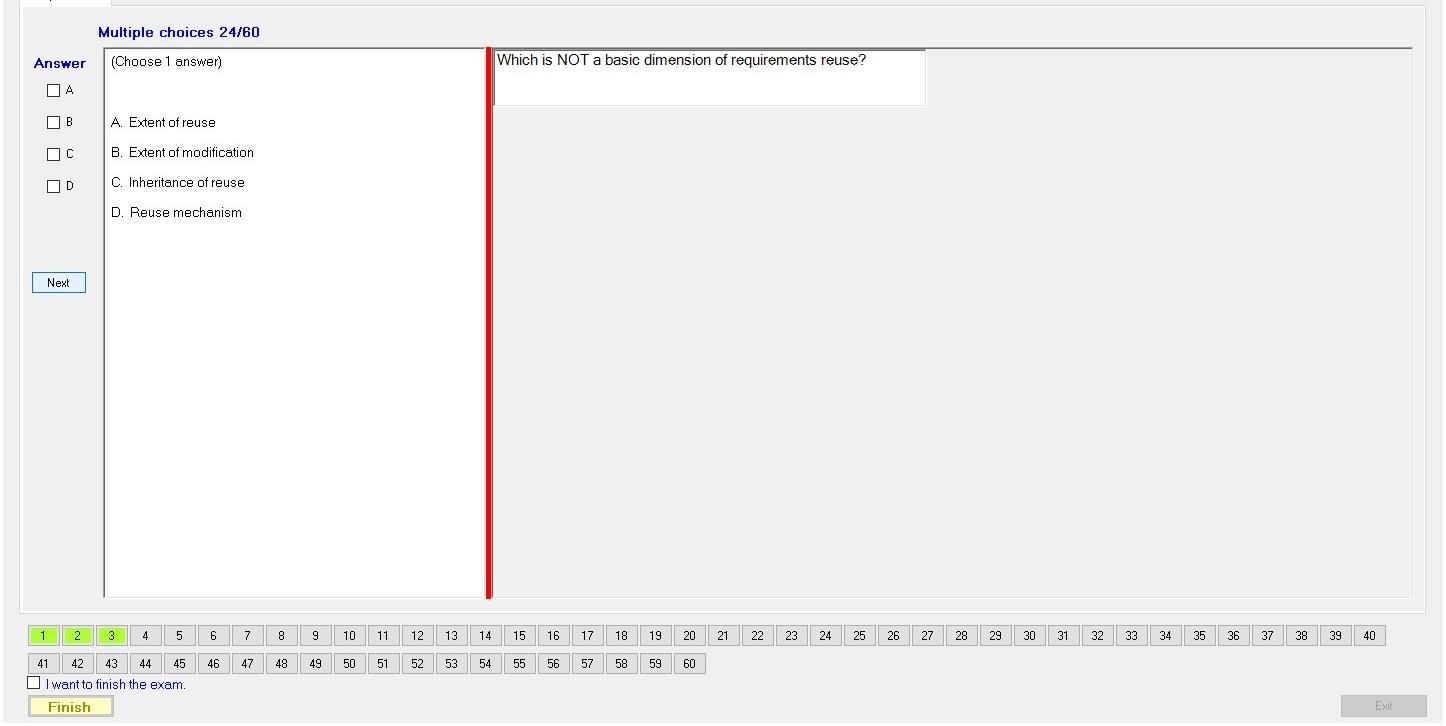 Multiple choices 24/60
Answer
(Choose 1 answer)
Which is NOT a basic dimension of requirements reuse?
A
B
A. Extent of reuse
B. Extent of modification
C
C. Inheritance of reuse
D
D. Reuse mechanism
Next
1 2 3 4 5 6 7 8 9 10 11 12 13 14 15 16 17 18 19 20 21 22 23 24 25 26 27 28 29 30 31 32 33 34 35 36 37 38 39 40
41 42 43 44 45 46 47 48 49 50 51 52 53 54 55 56 57 58 59 60
I want to finish the exam.
Finish
Exit